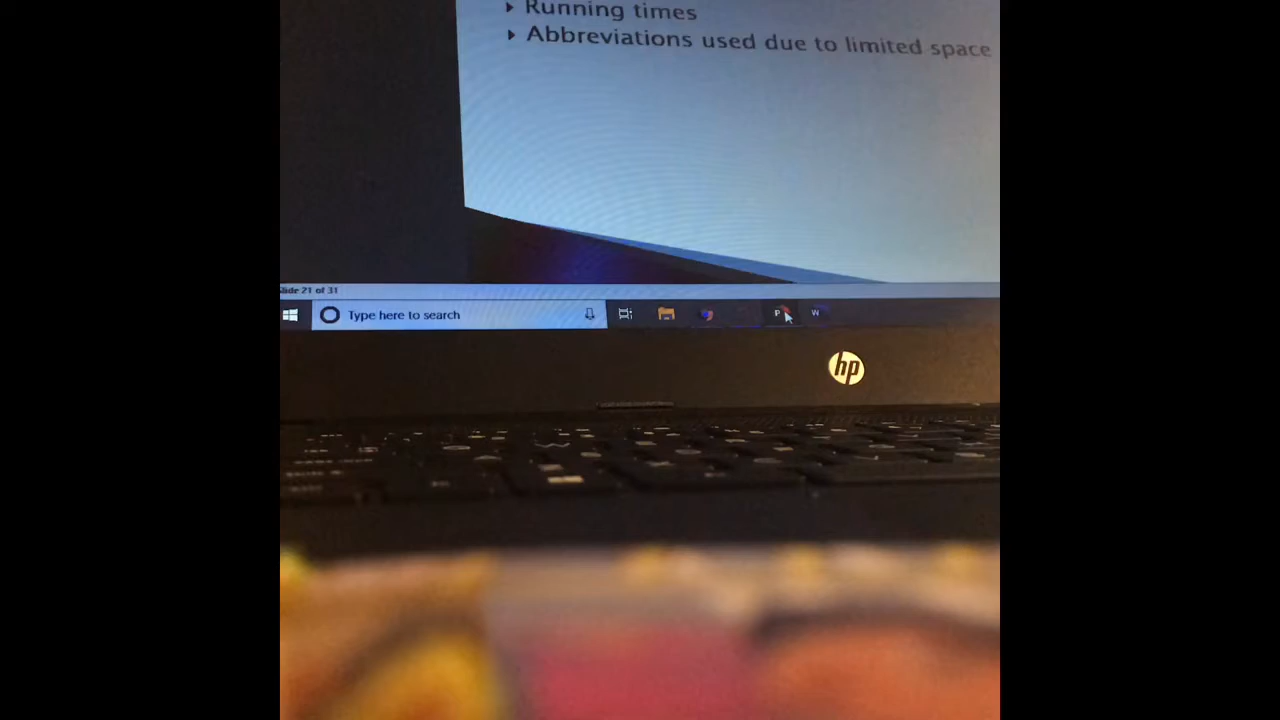 Running times
Abbreviations used due to limited space
Slide 21 of 31
Type here to search
P
W
hp